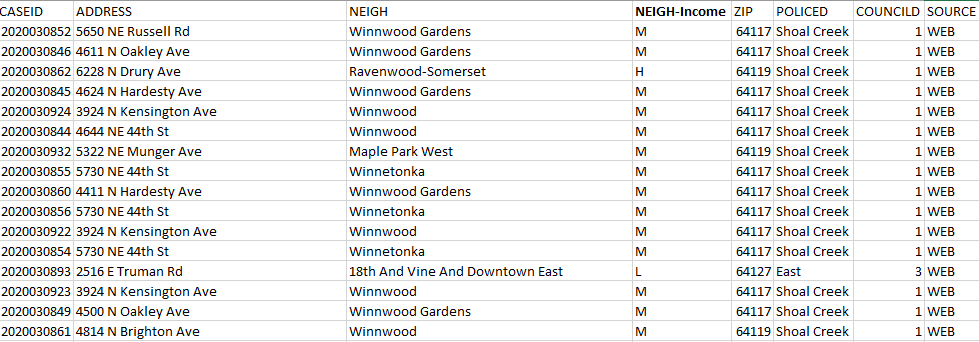 CASEID ADDRESS NEIGH NEIGH-Income ZIP POLICED COUNCILD SOURCE
2020030852 5650 NE Russell Rd Winnwood Gardens M 64117 Shoal Creek 1 WEB
2020030846 4611 N Oakley Ave Winnwood Gardens M 64117 Shoal Creek 1 WEB
2020030862 6228 N Drury Ave Ravenwood-Somerset H 64119 Shoal Creek 1 WEB
2020030845 4624 N Hardesty Ave Winnwood Gardens M 64117 Shoal Creek 1 WEB
2020030924 3924 N Kensington Ave Winnwood M 64117 Shoal Creek 1 WEB
2020030844 4644 NE 44th St Winnwood M 64117 Shoal Creek 1 WEB
2020030932 5322 NE Munger Ave Maple Park West M 64119 Shoal Creek 1 WEB
2020030855 5730 NE 44th St Winnetonka M 64117 Shoal Creek 1 WEB
2020030860 4411 N Hardesty Ave Winnwood Gardens M 64117 Shoal Creek 1 WEB
2020030856 5730 NE 44th St Winnetonka M 64117 Shoal Creek 1 WEB
2020030922 3924 N Kensington Ave Winnwood M 64117 Shoal Creek 1 WEB
2020030854 5730 NE 44th St Winnetonka M 64117 Shoal Creek 1 WEB
2020030893 2516 E Truman Rd 18th And Vine And Downtown East L 64127 East 3 WEB
2020030923 3924 N Kensington Ave Winnwood M 64117 Shoal Creek 1 WEB
2020030849 4500 N Oakley Ave Winnwood Gardens M 64117 Shoal Creek 1 WEB
2020030861 4814 N Brighton Ave Winnwood M 64119 Shoal Creek 1 WEB